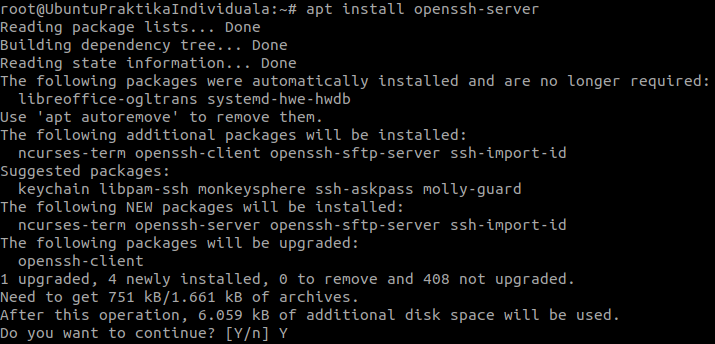 root@UbuntuPraktikaIndividuala:~# apt install openssh-server
Reading package lists... Done
Building dependency tree... Done
Reading state information... Done
The following packages were automatically installed and are no longer required:
  libreoffice-ogltrans systemd-hwe-hwdb
Use 'apt autoremove' to remove them.
The following additional packages will be installed:
  ncurses-term openssh-client openssh-sftp-server ssh-import-id
Suggested packages:
  keychain libpam-ssh monkeysphere ssh-askpass molly-guard
The following NEW packages will be installed:
  ncurses-term openssh-server openssh-sftp-server ssh-import-id
The following packages will be upgraded:
  openssh-client
1 upgraded, 4 newly installed, 0 to remove and 408 not upgraded.
Need to get 751 kB/1.661 kB of archives.
After this operation, 6.059 kB of additional disk space will be used.
Do you want to continue? [Y/n] Y